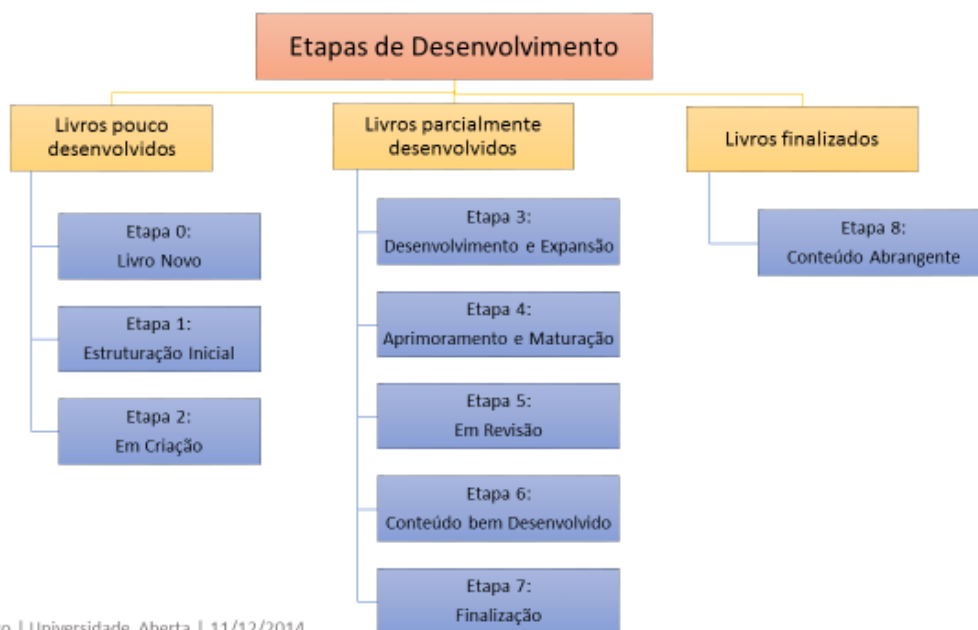 Etapas de Desenvolvimento
Livros pouco
desenvolvidos
Etapa 0:
Livro Novo
Etapa 1:
Estruturação Inicial
Etapa 2:
Em Criação
Livros parcialmente
desenvolvidos
Etapa 3:
Desenvolvimento e Expansão
Etapa 4:
Aprimoramento e Maturação
Etapa 5:
Em Revisão
Etapa 6:
Conteúdo bem Desenvolvido
Etapa 7:
Finalização
Livros finalizados
Etapa 8:
Conteúdo Abrangente
| Universidade Aberta | 11/12/2014